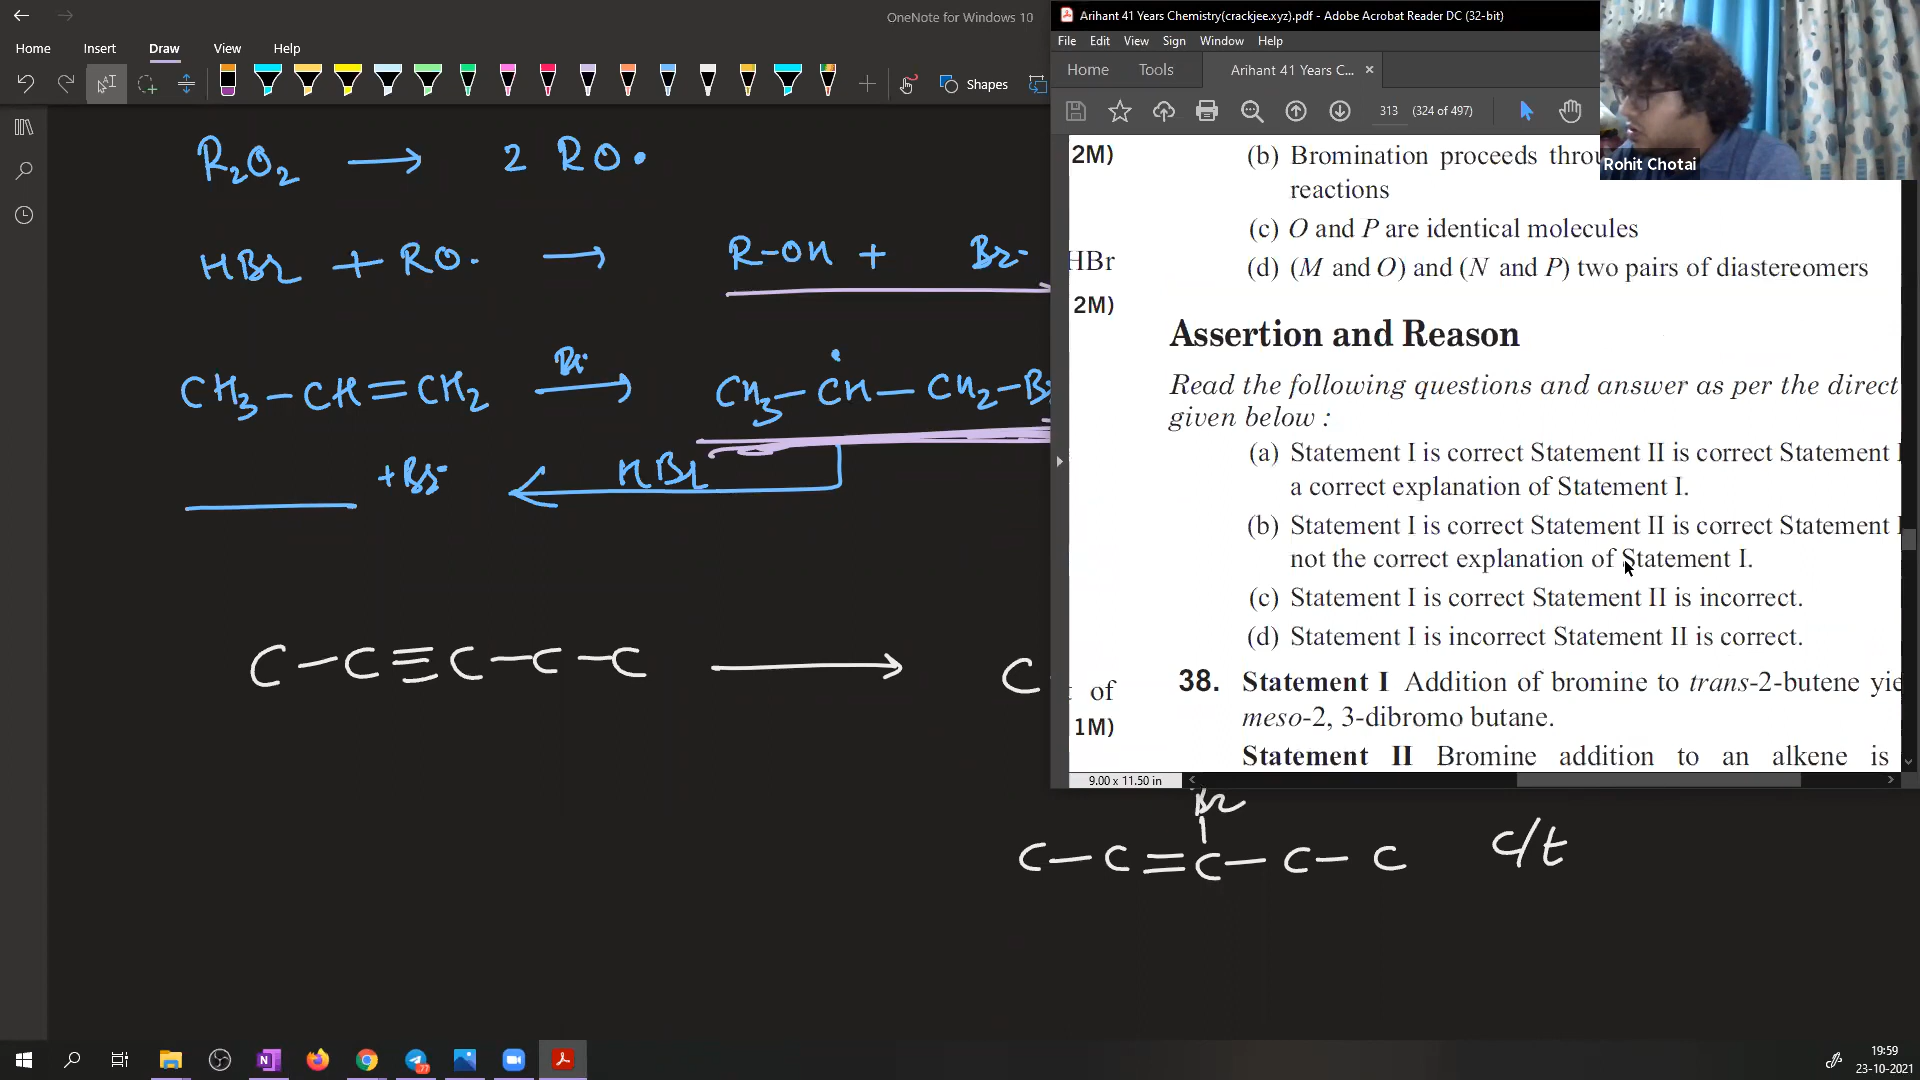 OneNote for Windows 10
Home Insert Draw View Help
Shapes
R2O2 → 2 RO•
HBr + RO• → R-OH + Br•
CH3-CH=CH2 Br• → CH3-ĊH-CH2-Br
+Br• HBr
C-C≡C-C-C → C
Br
C-C=C-C-C c/t
Arihant 41 Years Chemistry(crackjee.xyz).pdf - Adobe Acrobat Reader DC (32-bit)
File Edit View Sign Window Help
Home Tools Arihant 41 Years C... ×
313 (324 of 497)
Rohit Chotai
2M)
HBr
2M)
t of
1M)
(b) Bromination proceeds throu
reactions
(c) O and P are identical molecules
(d) (M and O) and (N and P) two pairs of diastereomers
Assertion and Reason
Read the following questions and answer as per the direct
given below :
(a) Statement I is correct Statement II is correct Statement I
a correct explanation of Statement I.
(b) Statement I is correct Statement II is correct Statement I
not the correct explanation of Statement I.
(c) Statement I is correct Statement II is incorrect.
(d) Statement I is incorrect Statement II is correct.
38. Statement I Addition of bromine to trans-2-butene yie
meso-2, 3-dibromo butane.
Statement II Bromine addition to an alkene is
9.00 x 11.50 in
77
19:59
23-10-2021